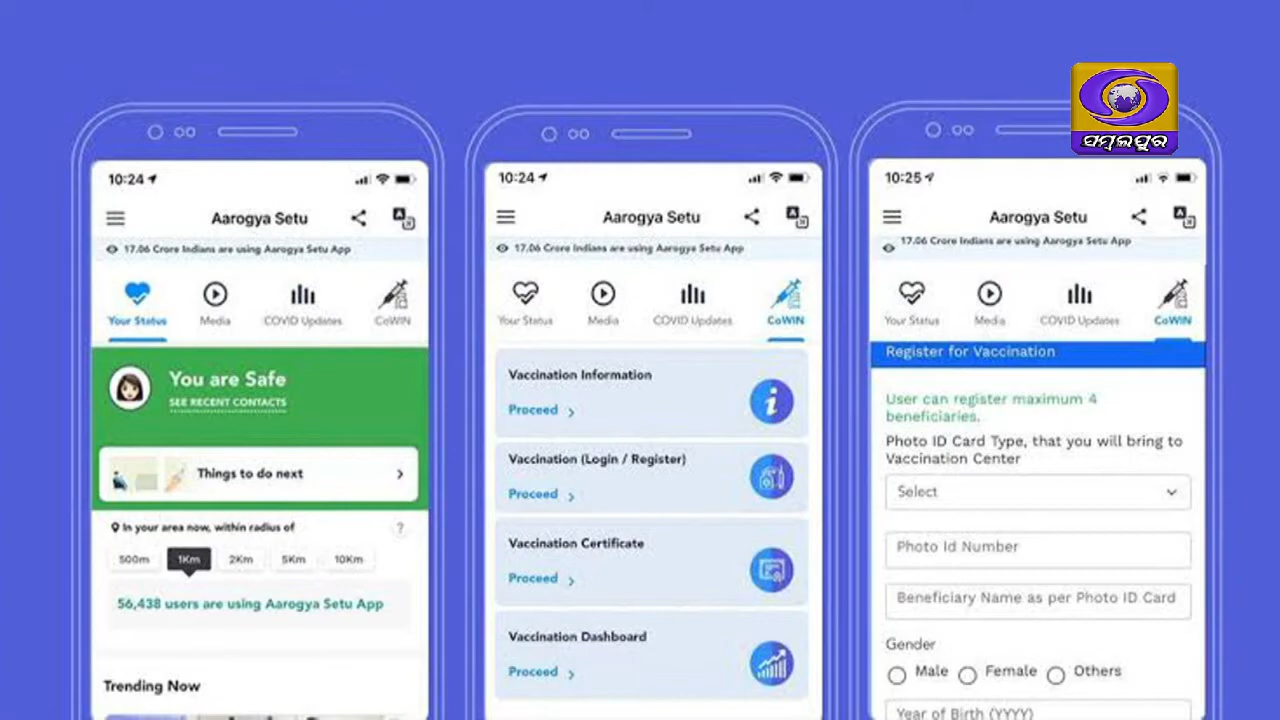 ସମ୍ବଲପୁର
10:24
Aarogya Setu
17.06 Crore Indians are using Aarogya Setu App
Your Status
Media
COVID Updates
CoWIN
You are Safe
SEE RECENT CONTACTS
Things to do next
In your area now, within radius of
?
500m
1Km
2Km
5Km
10Km
56,438 users are using Aarogya Setu App
Trending Now
10:24
Aarogya Setu
17.06 Crore Indians are using Aarogya Setu App
Your Status
Media
COVID Updates
CoWIN
Vaccination Information
Proceed
Vaccination (Login / Register)
Proceed
Vaccination Certificate
Proceed
Vaccination Dashboard
Proceed
10:25
Aarogya Setu
17.06 Crore Indians are using Aarogya Setu App
Your Status
Media
COVID Updates
CoWIN
Register for Vaccination
User can register maximum 4
beneficiaries.
Photo ID Card Type, that you will bring to
Vaccination Center
Select
Photo Id Number
Beneficiary Name as per Photo ID Card
Gender
Male
Female
Others
Year of Birth (YYYY)